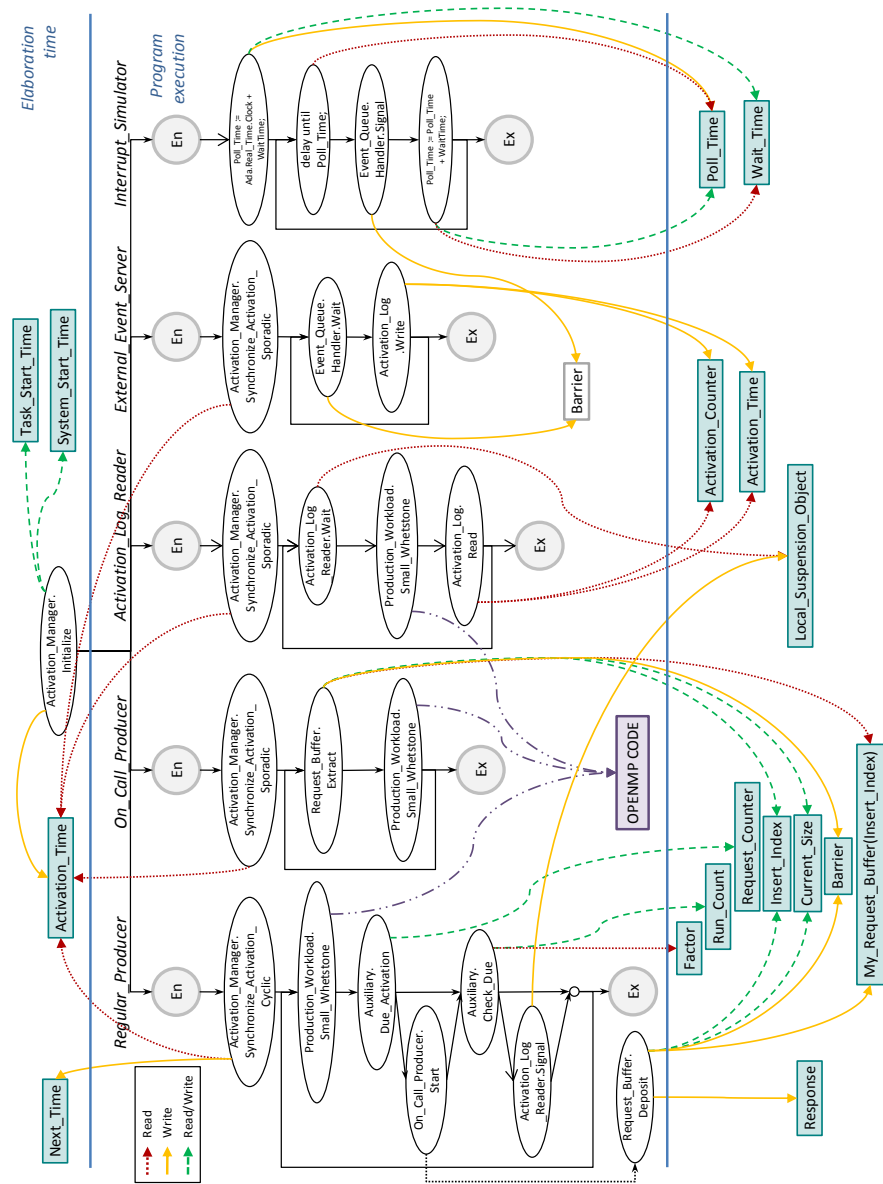 Elaboration
time
Program
execution
Read
Write
Read/Write
Next_Time
Activation_Time
Activation_Manager.
Initialize
Task_Start_Time
System_Start_Time
Regular_Producer
En
Activation_Manager.
Synchronize_Activation_
Cyclic
Production_Workload.
Small_Whetstone
Auxiliary.
Due_Activation
On_Call_Producer.
Start
Auxiliary.
Check_Due
Activation_Log
_Reader.Signal
Ex
Request_Buffer.
Deposit
On_Call_Producer
En
Activation_Manager.
Synchronize_Activation_
Sporadic
Request_Buffer.
Extract
Production_Workload.
Small_Whetstone
Ex
Activation_Log_Reader
En
Activation_Manager.
Synchronize_Activation_
Sporadic
Activation_Log
Reader.Wait
Production_Workload.
Small_Whetstone
Activation_Log.
Read
Ex
External_Event_Server
En
Activation_Manager.
Synchronize_Activation_
Sporadic
Event_Queue.
Handler.Wait
Activation_Log
.Write
Ex
Interrupt_Simulator
En
Poll_Time :=
Ada.Real_Time.Clock +
WaitTime;
delay until
Poll_Time;
Event_Queue.
Handler.Signal
Poll_Time := Poll_Time
+ WaitTime;
Ex
Barrier
OPENMP CODE
Response
Factor
Run_Count
Request_Counter
Insert_Index
Current_Size
Barrier
My_Request_Buffer(Insert_Index)
Local_Suspension_Object
Activation_Counter
Activation_Time
Poll_Time
Wait_Time